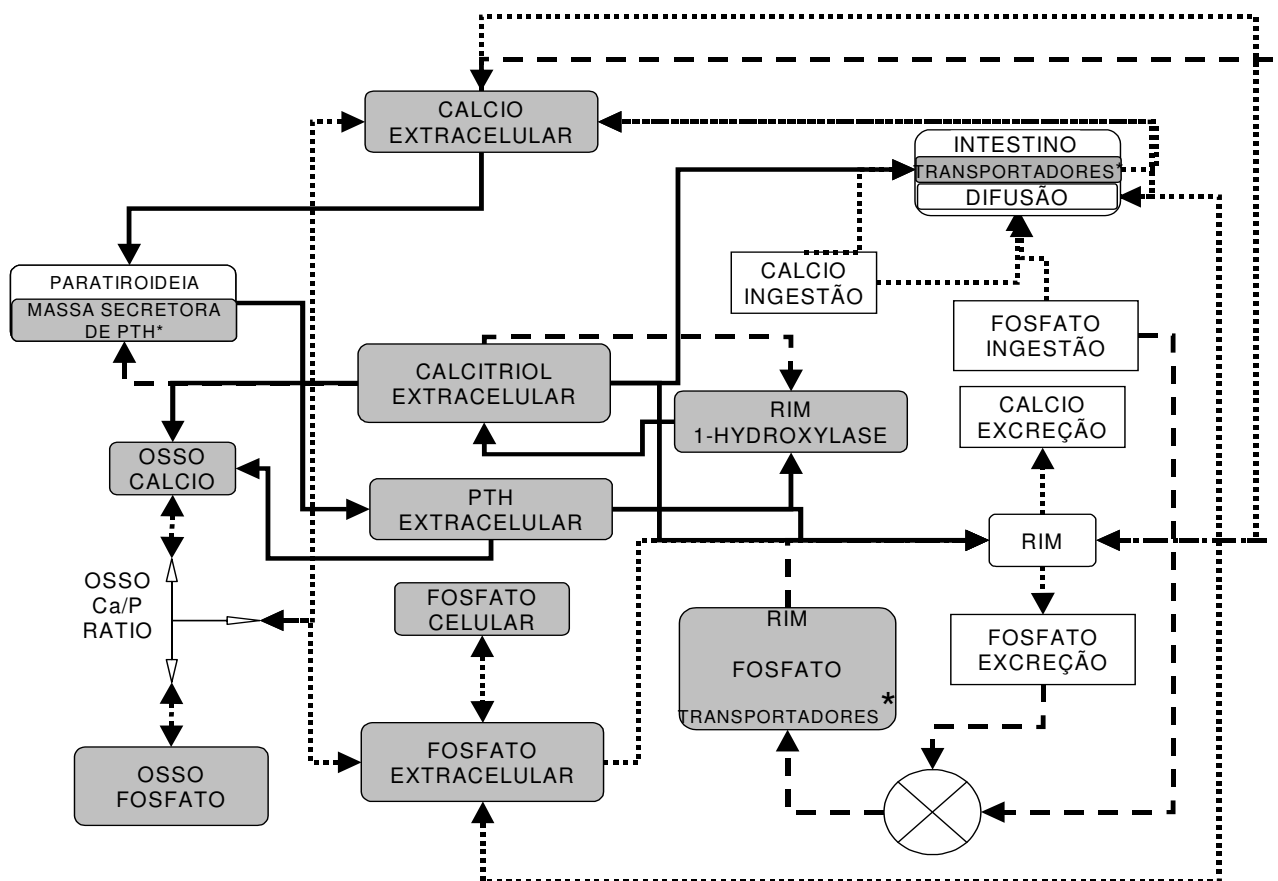 CALCIO
EXTRACELULAR
INTESTINO
TRANSPORTADORES*
DIFUSÃO
PARATIROIDEIA
MASSA SECRETORA
DE PTH*
CALCIO
INGESTÃO
FOSFATO
INGESTÃO
CALCITRIOL
EXTRACELULAR
RIM
1-HYDROXYLASE
CALCIO
EXCREÇÃO
OSSO
CALCIO
PTH
EXTRACELULAR
RIM
OSSO
Ca/P
RATIO
FOSFATO
CELULAR
RIM
FOSFATO
TRANSPORTADORES*
FOSFATO
EXCREÇÃO
OSSO
FOSFATO
FOSFATO
EXTRACELULAR